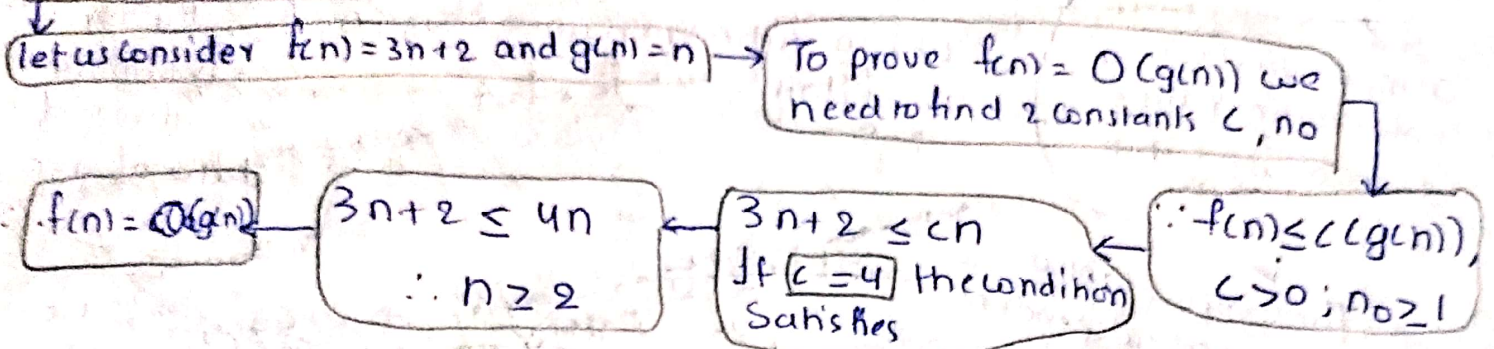 let us consider f(n) = 3n+2 and g(n) = n
To prove f(n) = O(g(n)) we
need to find 2 constants c, n0
∵ f(n) ≤ c(g(n)),
c>0 ; n0 ≥ 1
3n+2 ≤ cn
If c = 4 the condition
Satisfies
3n+2 ≤ 4n
∴ n ≥ 2
∴ f(n) = O(g(n))